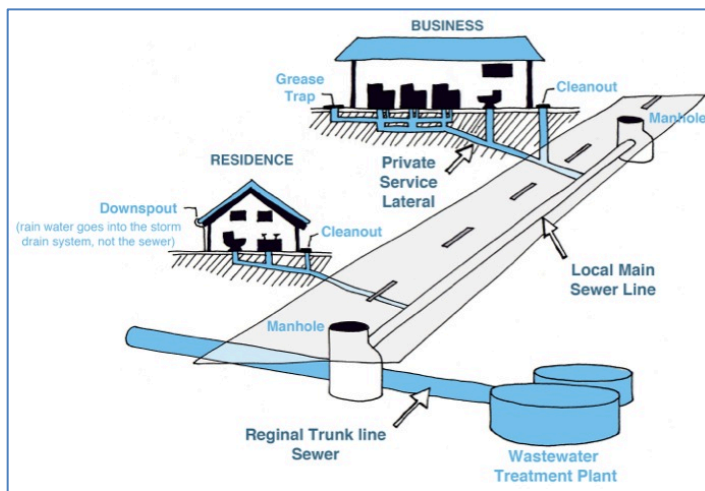 BUSINESS
Grease
Trap
Cleanout
Manhole
Private
Service
Lateral
RESIDENCE
Downspout
(rain water goes into the storm
drain system, not the sewer)
Cleanout
Local Main
Sewer Line
Manhole
Reginal Trunk line
Sewer
Wastewater
Treatment Plant